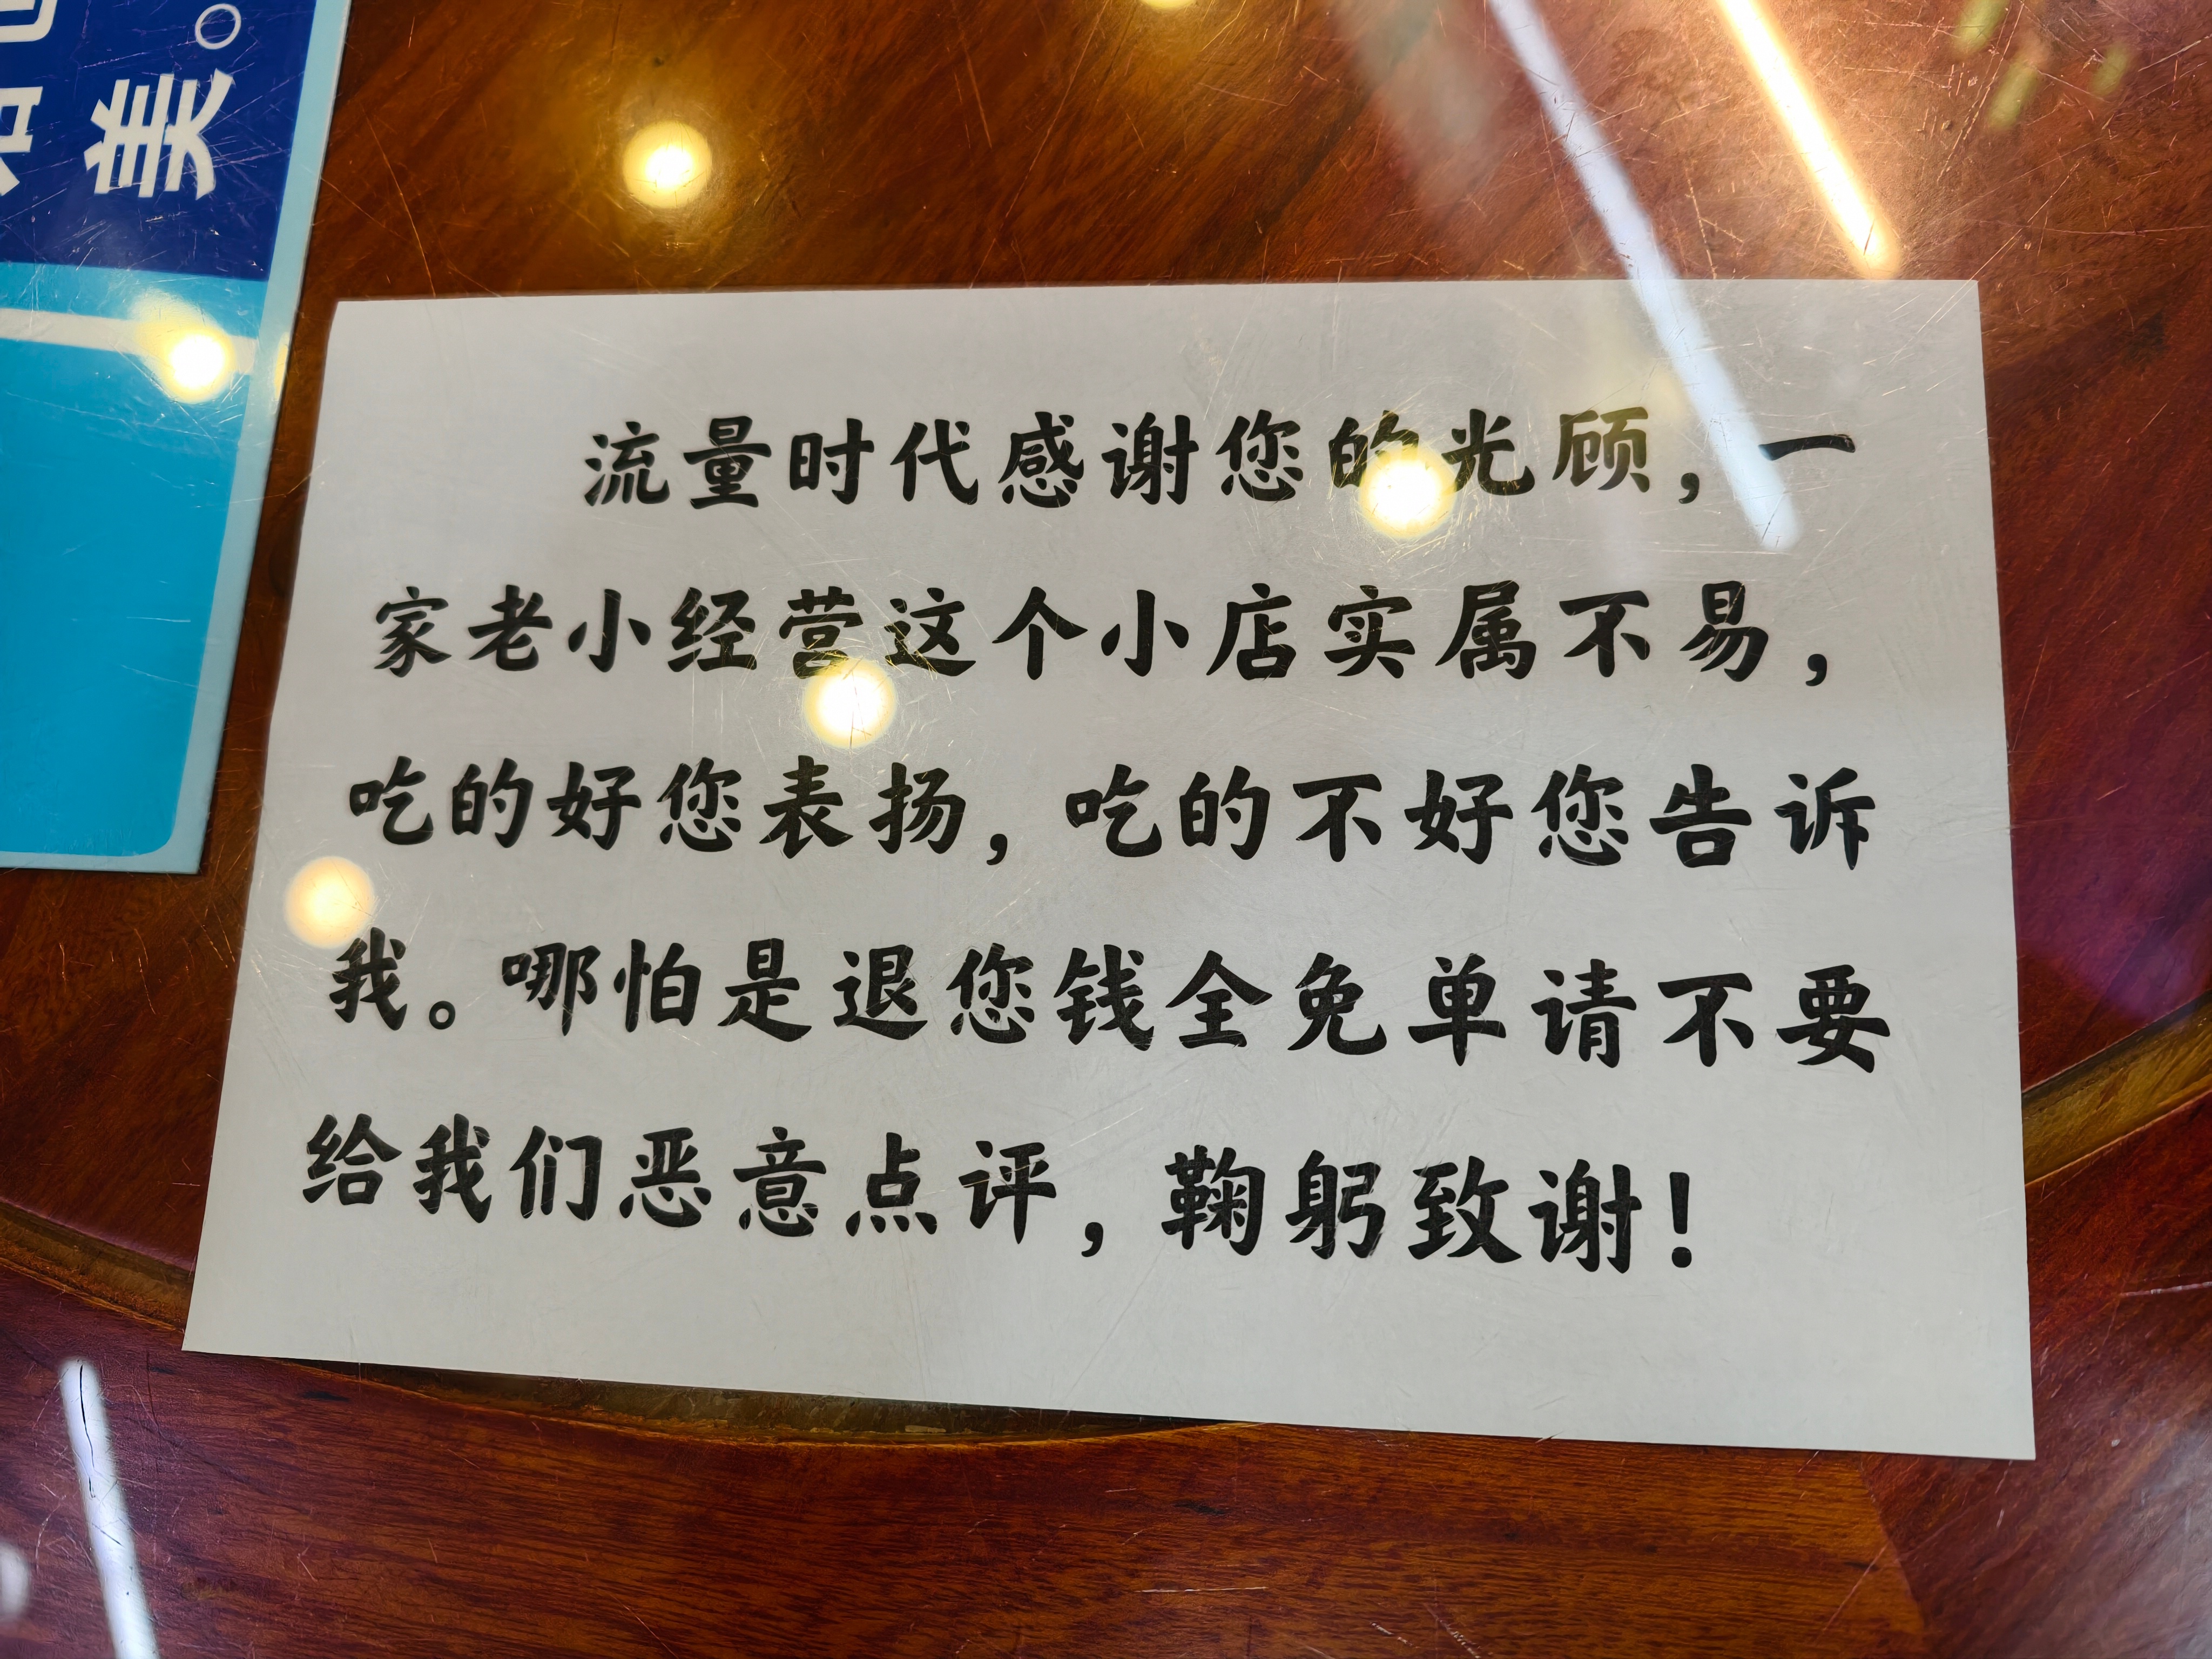 美。
流量时代感谢您的光顾，一
家老小经营这个小店实属不易，
吃的好您表扬，吃的不好您告诉
我。哪怕是退您钱全免单请不要
给我们恶意点评，鞠躬致谢！